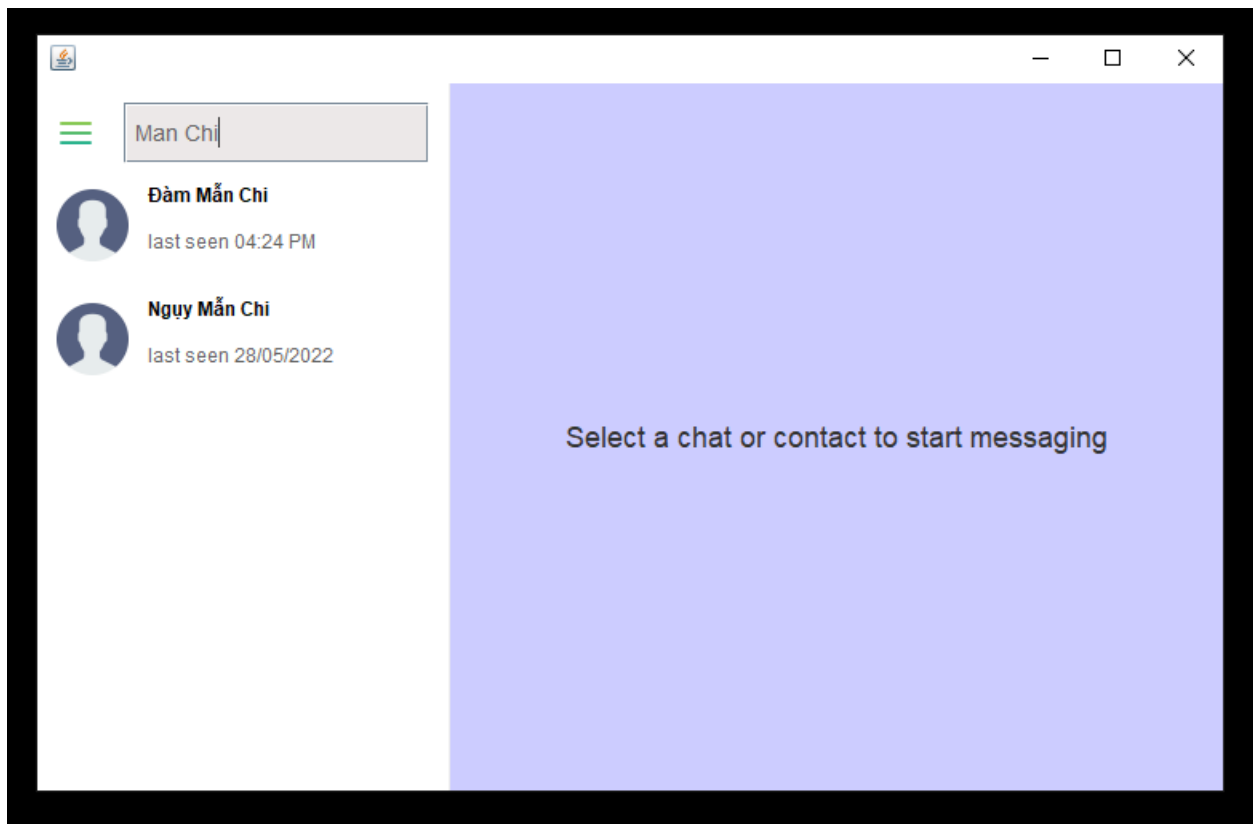 Man Chi
Đàm Mẫn Chi
last seen 04:24 PM
Ngụy Mẫn Chi
last seen 28/05/2022
Select a chat or contact to start messaging